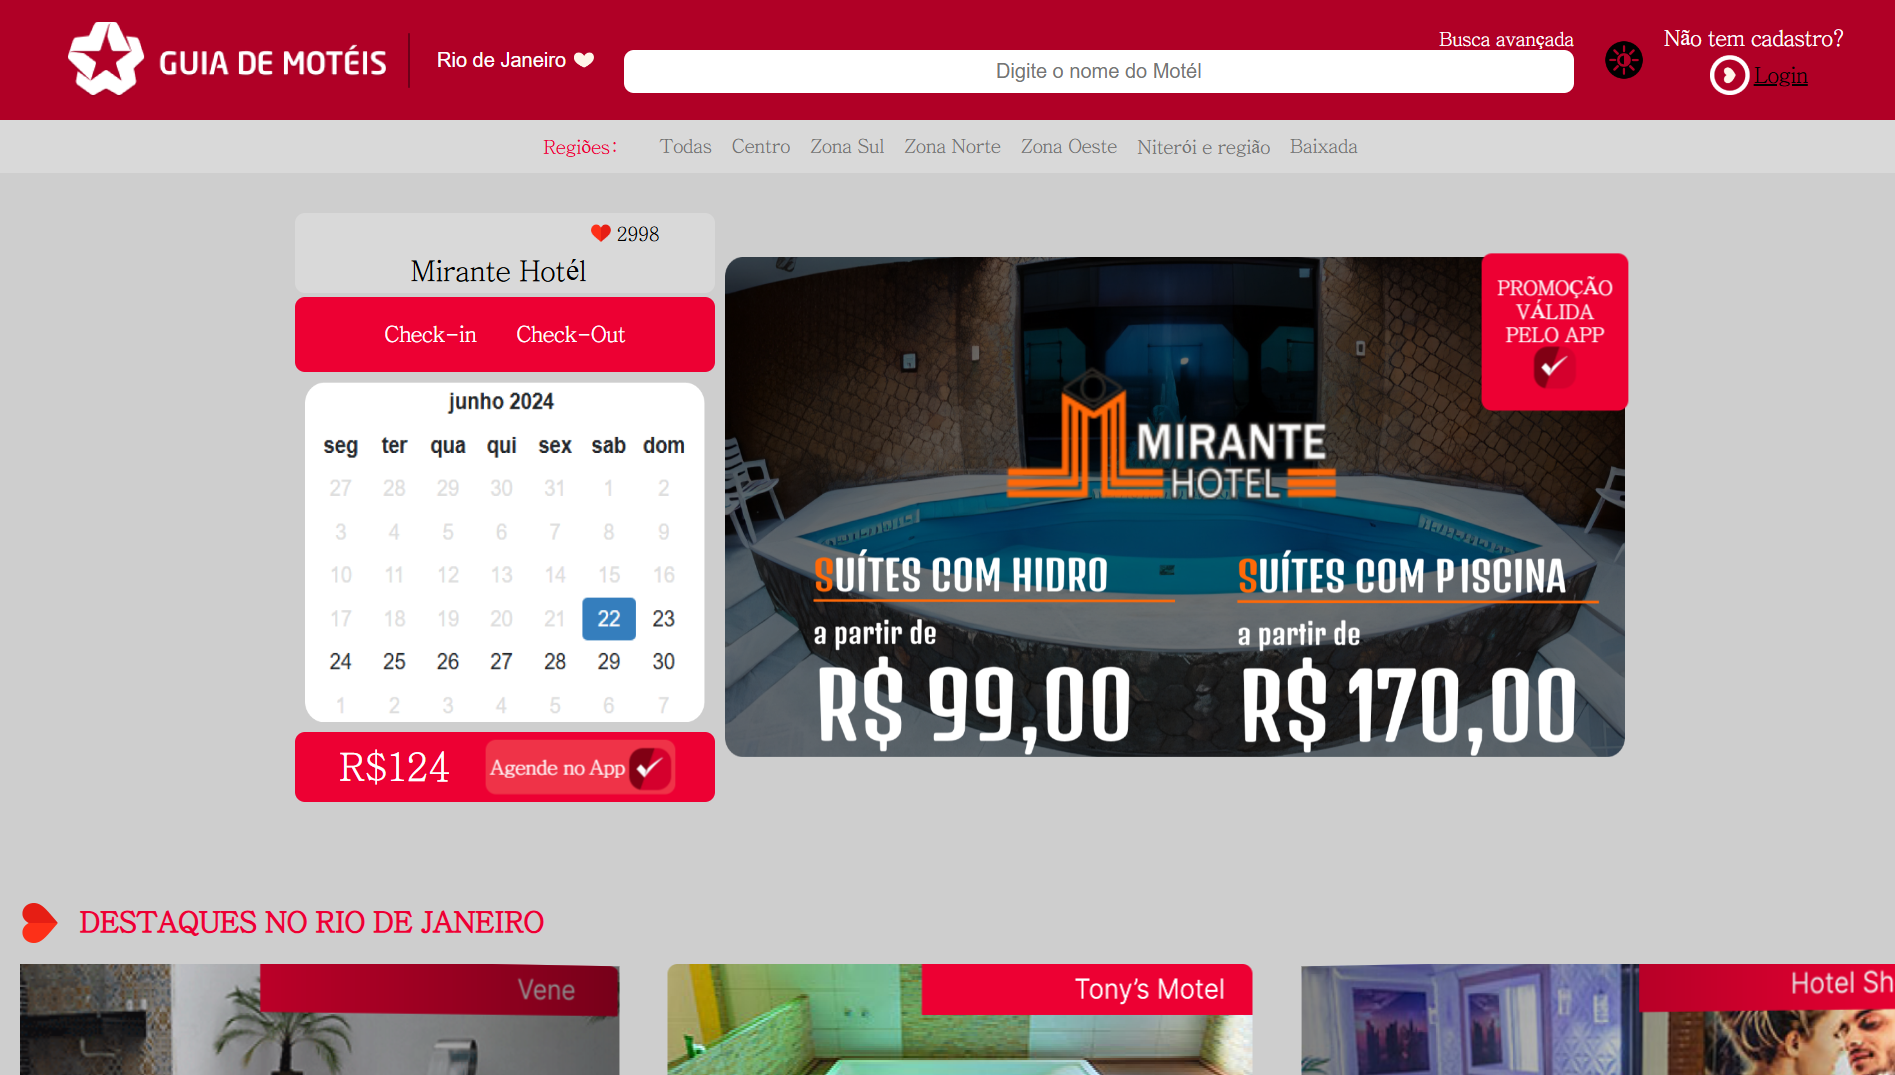 GUIA DE MOTÉIS
Rio de Janeiro
Busca avançada
Digite o nome do Motél
Não tem cadastro?
Login
Regiões: Todas Centro Zona Sul Zona Norte Zona Oeste Niterói e região Baixada
2998
Mirante Hotél
Check-in Check-Out
junho 2024
seg ter qua qui sex sab dom
27 28 29 30 31 1 2
3 4 5 6 7 8 9
10 11 12 13 14 15 16
17 18 19 20 21 22 23
24 25 26 27 28 29 30
1 2 3 4 5 6 7
R$124 Agende no App
PROMOÇÃO
VÁLIDA
PELO APP
MIRANTE
HOTEL
SUÍTES COM HIDRO
a partir de
R$ 99,00
SUÍTES COM PISCINA
a partir de
R$ 170,00
DESTAQUES NO RIO DE JANEIRO
Vene
Tony's Motel
Hotel Sh